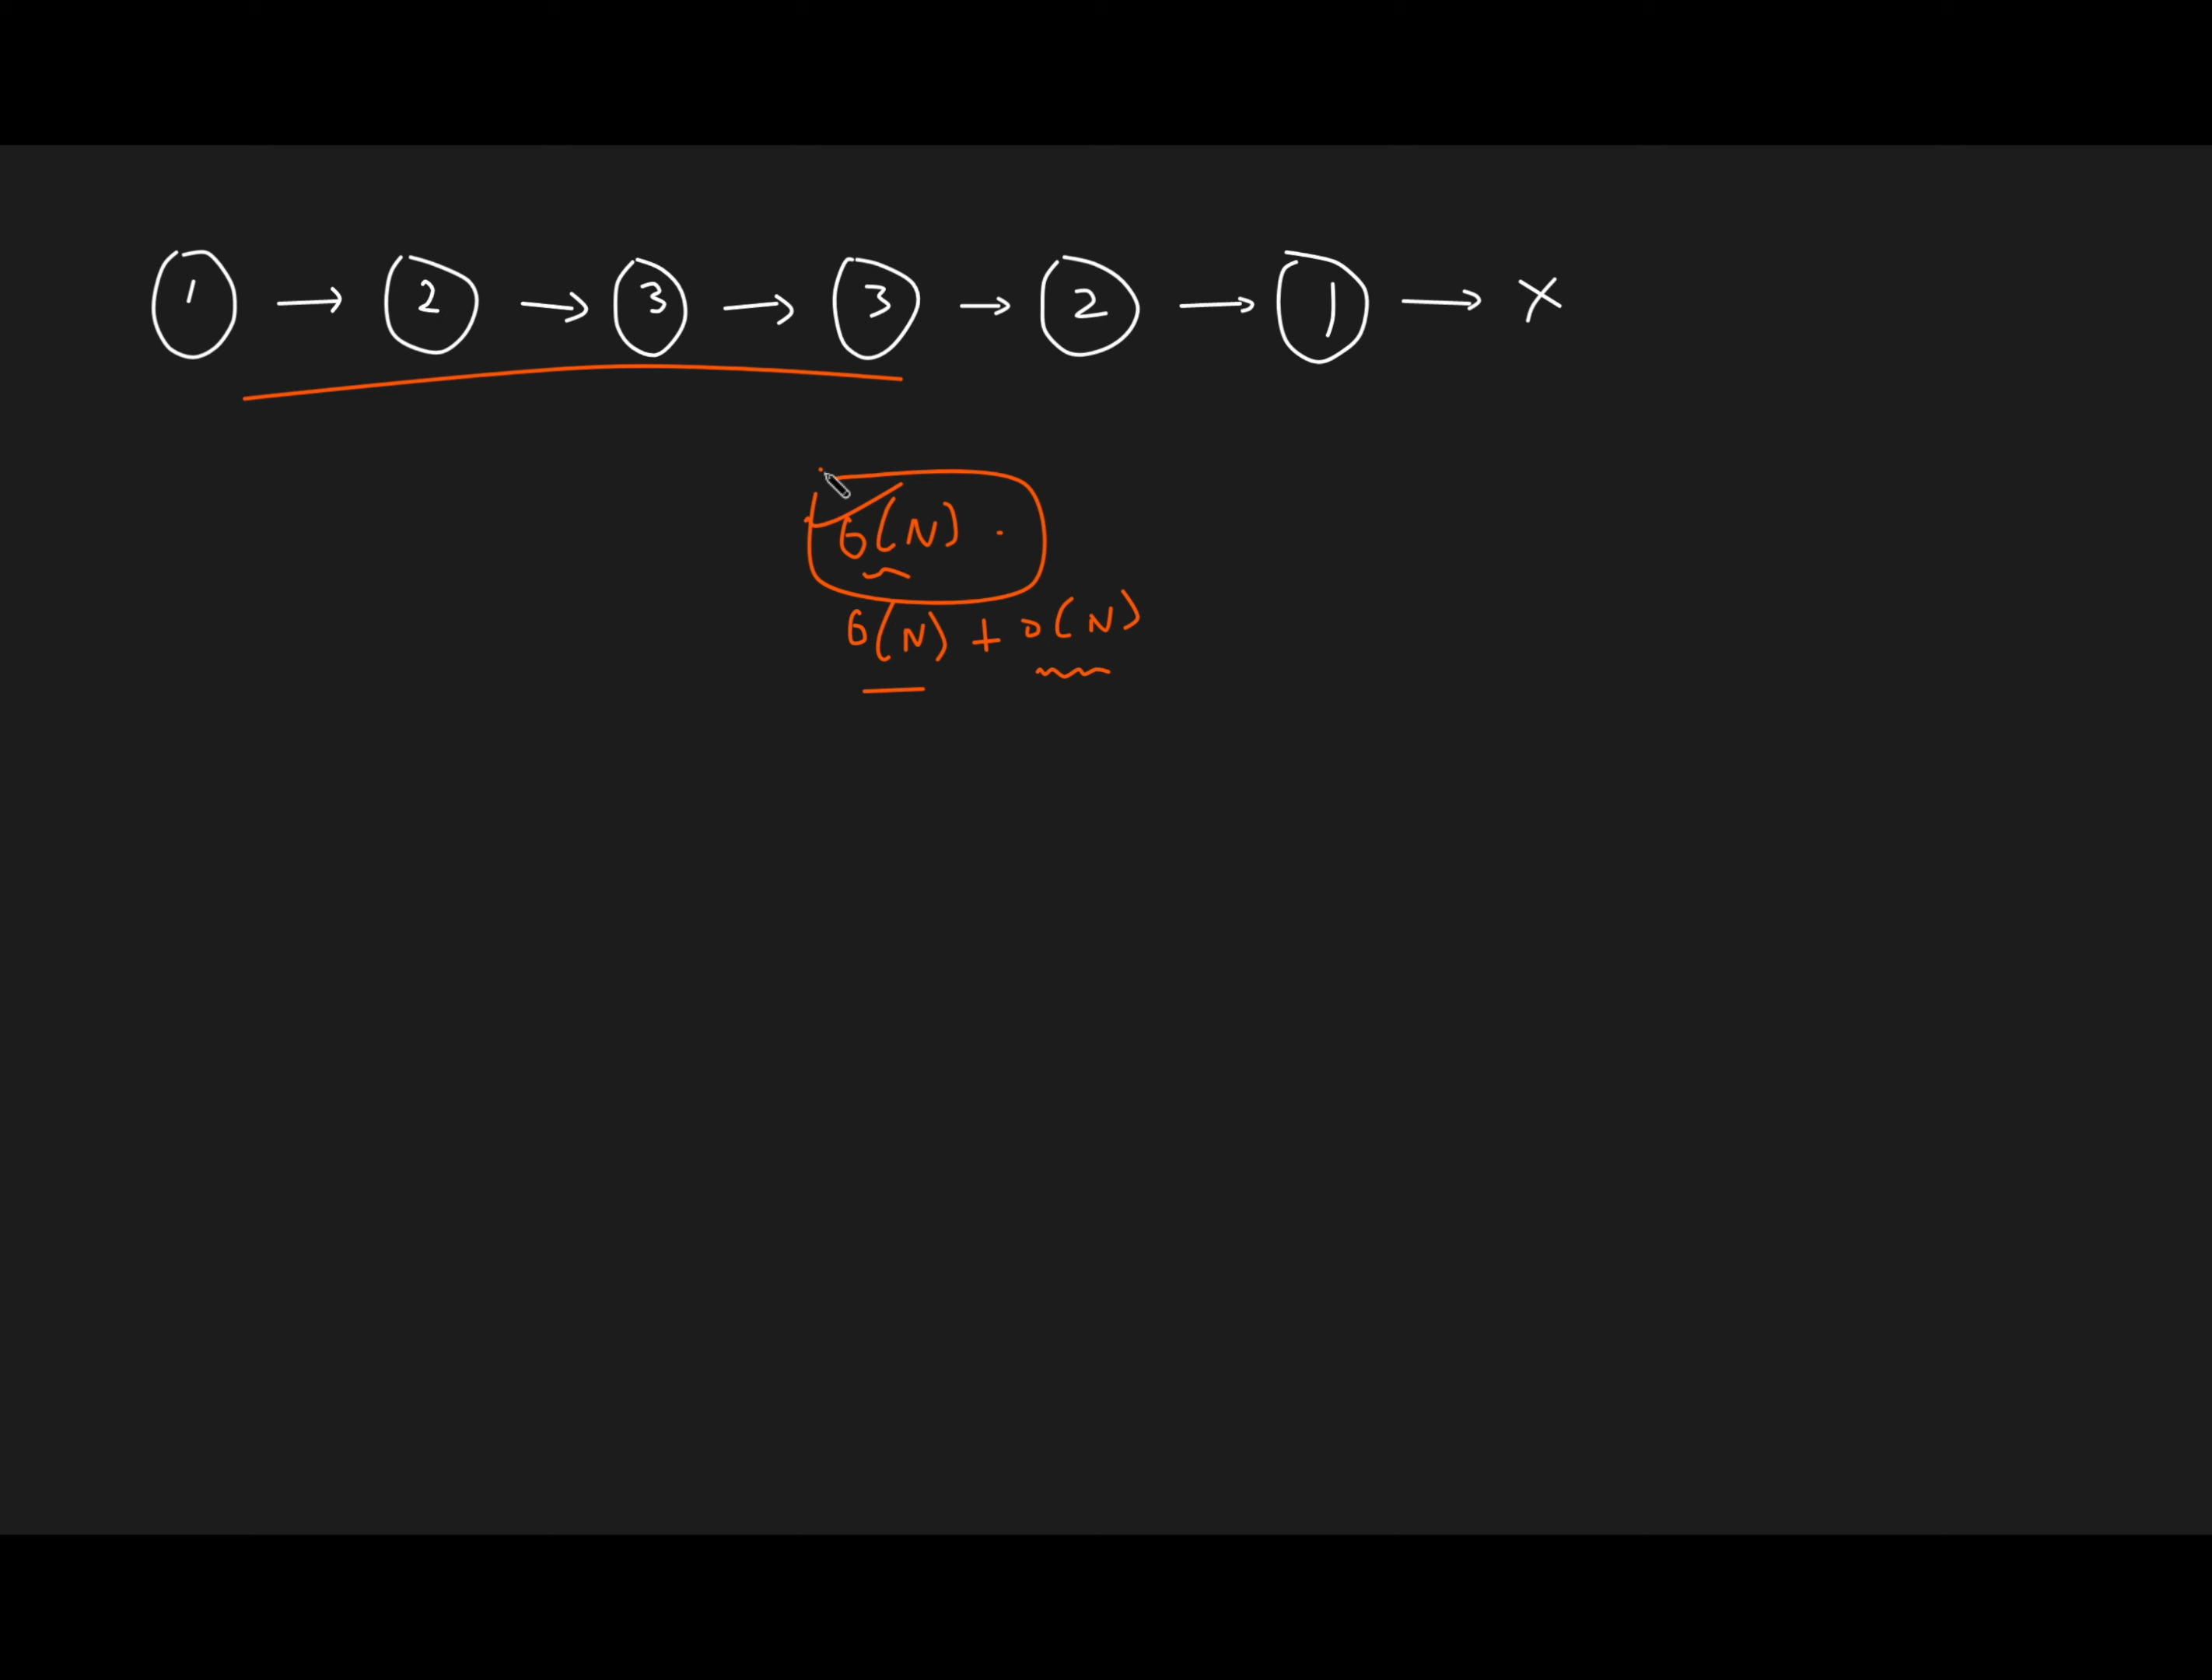 1 → 2 → 3 → 3 → 2 → 1 → X
O(N) .
O(N) + O(N)